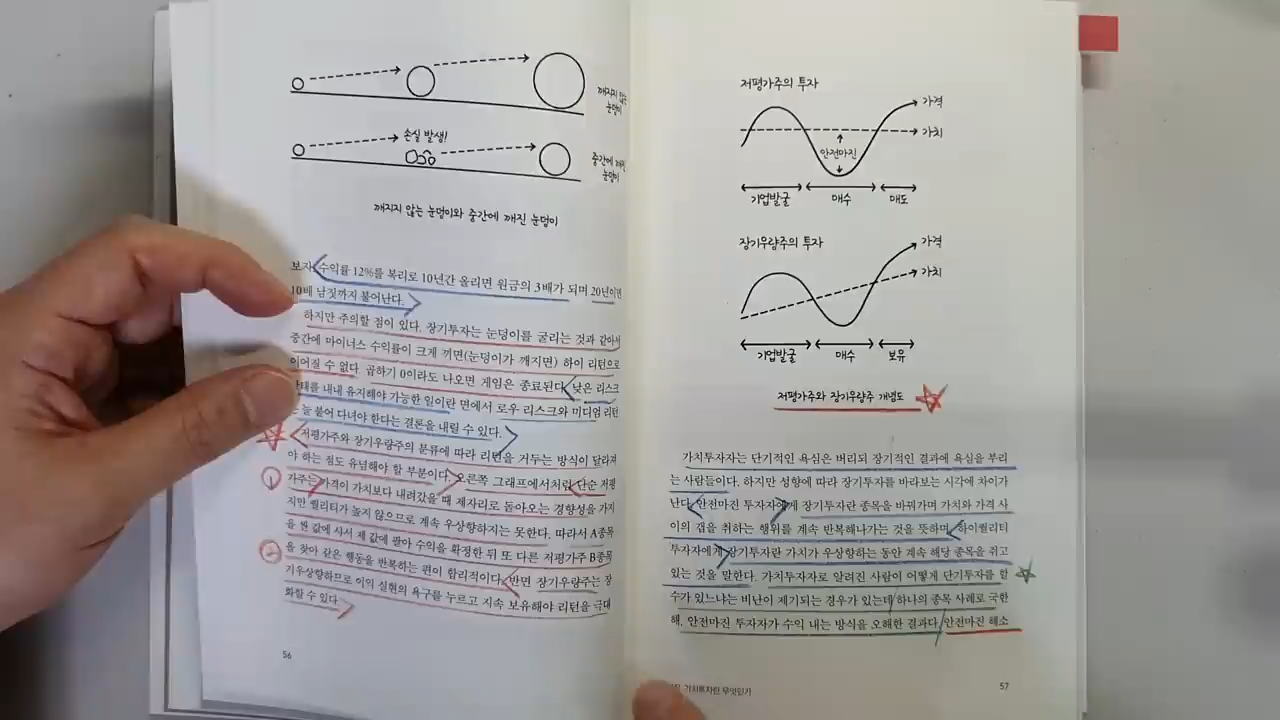 깨지지 않는
눈덩이
손실 발생!
중간에 깨진
눈덩이
깨지지 않는 눈덩이와 중간에 깨진 눈덩이
보자. 수익률 12%를 복리로 10년간 올리면 원금의 3배가 되며 20년이면
10배 남짓까지 불어난다.
하지만 주의할 점이 있다. 장기투자는 눈덩이를 굴리는 것과 같아서
중간에 마이너스 수익률이 크게 끼면(눈덩이가 깨지면) 하이 리턴으로
이어질 수 없다. 곱하기 0이라도 나오면 게임은 종료된다. 낮은 리스크
상태를 내내 유지해야 가능한 일이란 면에서 로우 리스크와 미디엄 리턴
은 늘 붙어 다녀야 한다는 결론을 내릴 수 있다.
저평가주와 장기우량주의 분류에 따라 리턴을 거두는 방식이 달라져
야 하는 점도 유념해야 할 부분이다. 오른쪽 그래프에서처럼 단순 저평
가주는 가격이 가치보다 내려갔을 때 제자리로 돌아오는 경향성을 가지
지만 퀄리티가 높지 않으므로 계속 우상향하지는 못한다. 따라서 A종목
을 싼 값에 사서 제 값에 팔아 수익을 확정한 뒤 또 다른 저평가주 B종목
을 찾아 같은 행동을 반복하는 편이 합리적이다. 반면 장기우량주는 장
기우상향하므로 이익 실현의 욕구를 누르고 지속 보유해야 리턴을 극대
화할 수 있다.
56
저평가주의 투자
가격
가치
안전마진
기업발굴 매수 매도
장기우량주의 투자
가격
가치
기업발굴 매수 보유
저평가주와 장기우량주 개념도
가치투자자는 단기적인 욕심은 버리되 장기적인 결과에 욕심을 부리
는 사람들이다. 하지만 성향에 따라 장기투자를 바라보는 시각에 차이가
난다. 안전마진 투자자에게 장기투자란 종목을 바꿔가며 가치와 가격 사
이의 갭을 취하는 행위를 계속 반복해나가는 것을 뜻하며, 하이퀄리티
투자자에게 장기투자란 가치가 우상향하는 동안 계속 해당 종목을 쥐고
있는 것을 말한다. 가치투자자로 알려진 사람이 어떻게 단기투자를 할
수가 있느냐는 비난이 제기되는 경우가 있는데 하나의 종목 사례로 국한
해, 안전마진 투자자가 수익 내는 방식을 오해한 결과다. 안전마진 해소
가치투자란 무엇인가
57